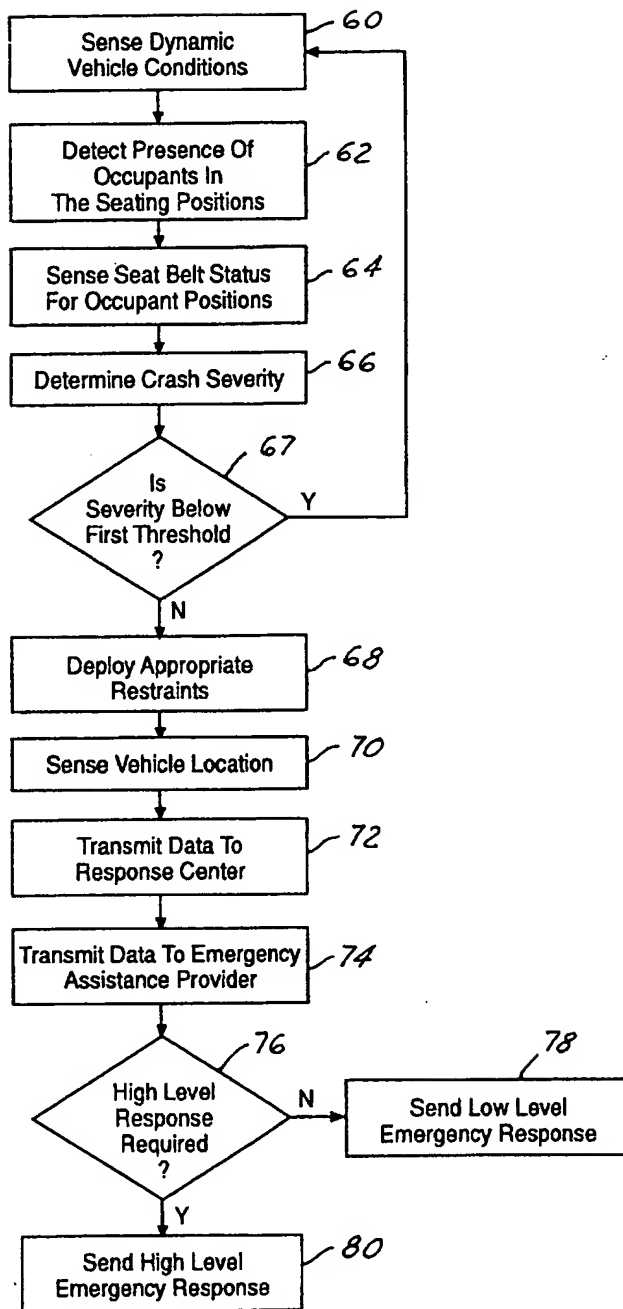 60
Sense Dynamic
Vehicle Conditions
Detect Presence Of
Occupants In
The Seating Positions
62
Sense Seat Belt Status
For Occupant Positions
64
Determine Crash Severity
66
67
Is
Severity Below
First Threshold
?
Y
N
Deploy Appropriate
Restraints
68
Sense Vehicle Location
70
Transmit Data To
Response Center
72
Transmit Data To Emergency
Assistance Provider
74
76
High Level
Response
Required
?
N
78
Send Low Level
Emergency Response
Y
Send High Level
Emergency Response
80